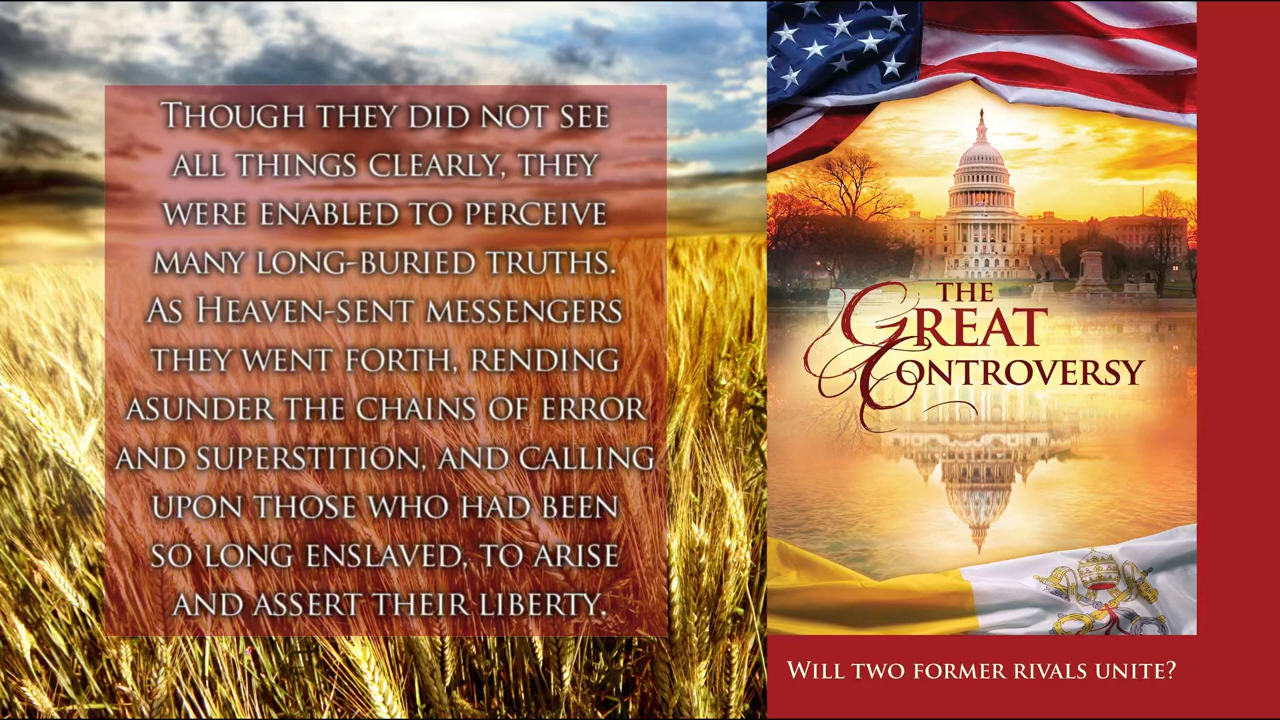 Though they did not see
all things clearly, they
were enabled to perceive
many long-buried truths.
As Heaven-sent messengers
they went forth, rending
asunder the chains of error
and superstition, and calling
upon those who had been
so long enslaved, to arise
and assert their liberty.
The
Great
Controversy
Will two former rivals unite?